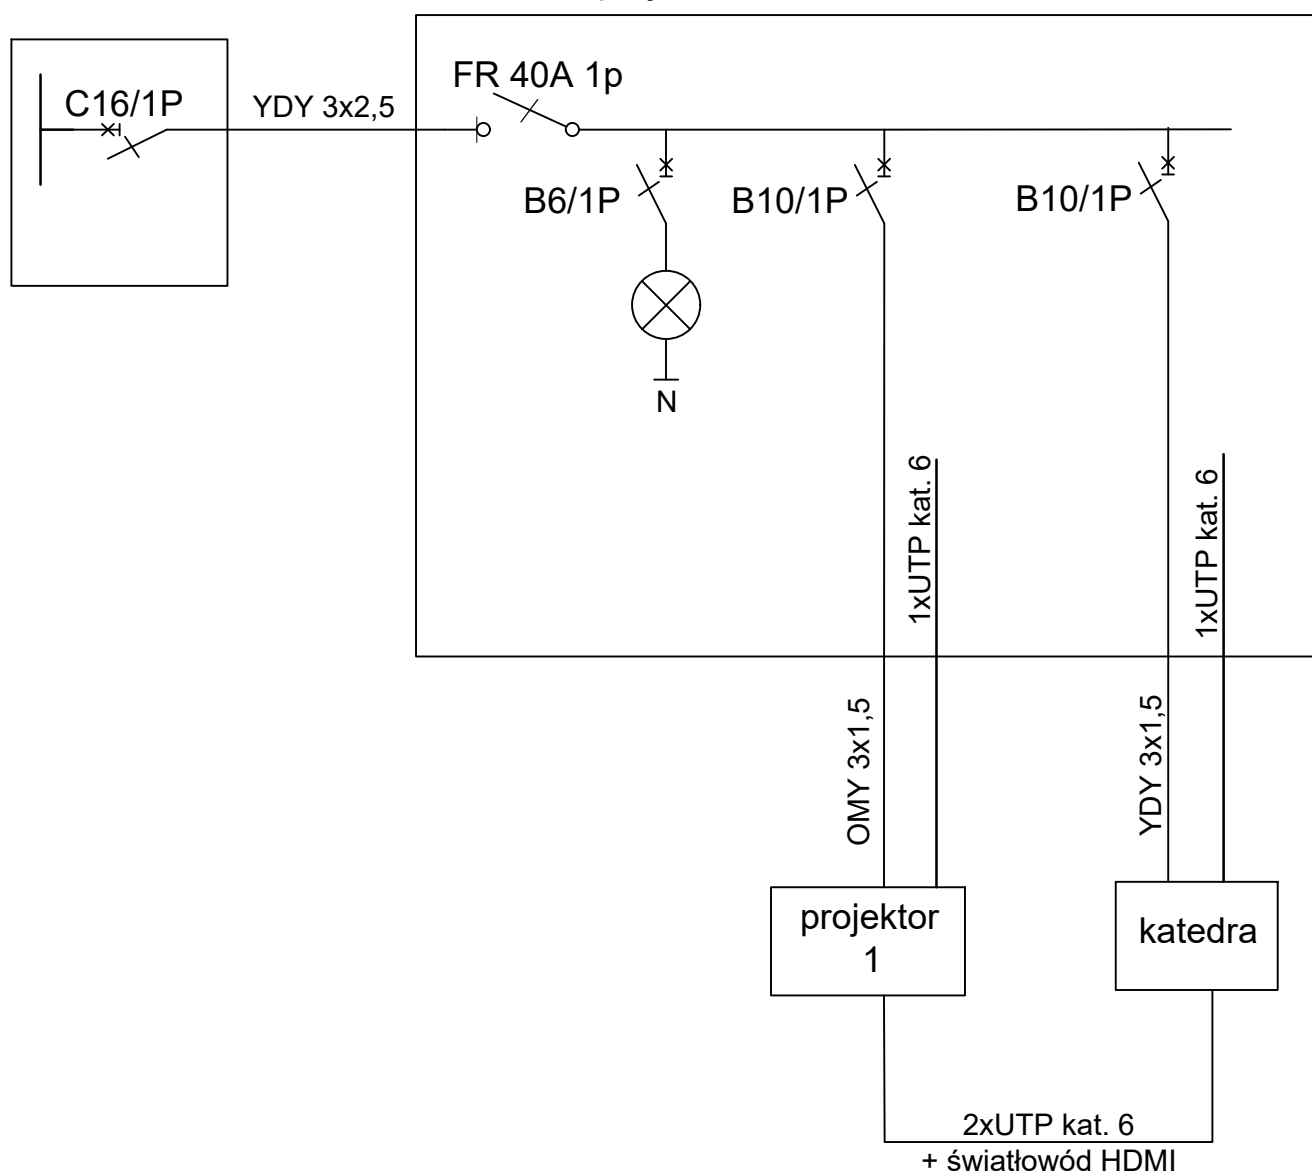 FR 40A 1p
C16/1P
YDY 3x2,5
B6/1P
B10/1P
B10/1P
N
1xUTP kat. 6
1xUTP kat. 6
OMY 3x1,5
YDY 3x1,5
projektor
1
katedra
2xUTP kat. 6
+ światłowód HDMI